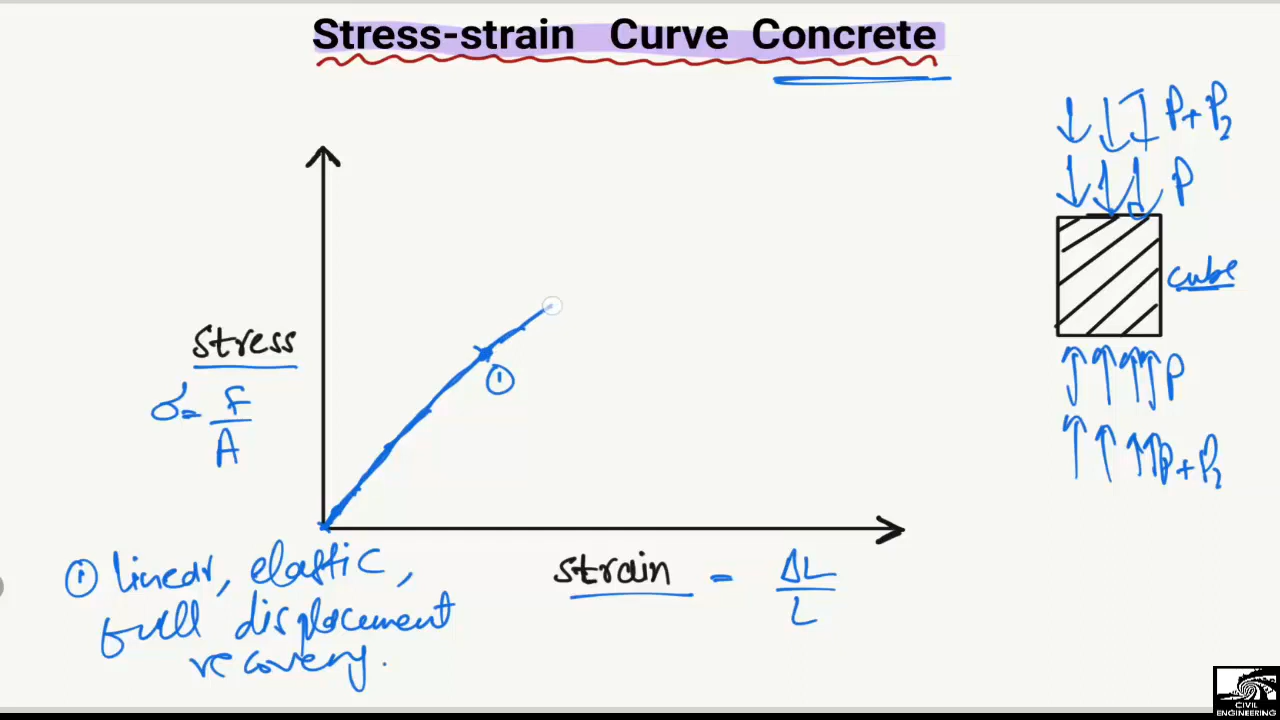 Stress-strain Curve Concrete
P+P2
P
cube
P
P+P2
stress
σ = F
A
①
① linear, elastic,
full displacement
recovery.
strain = ΔL
L
CIVIL
ENGINEERING